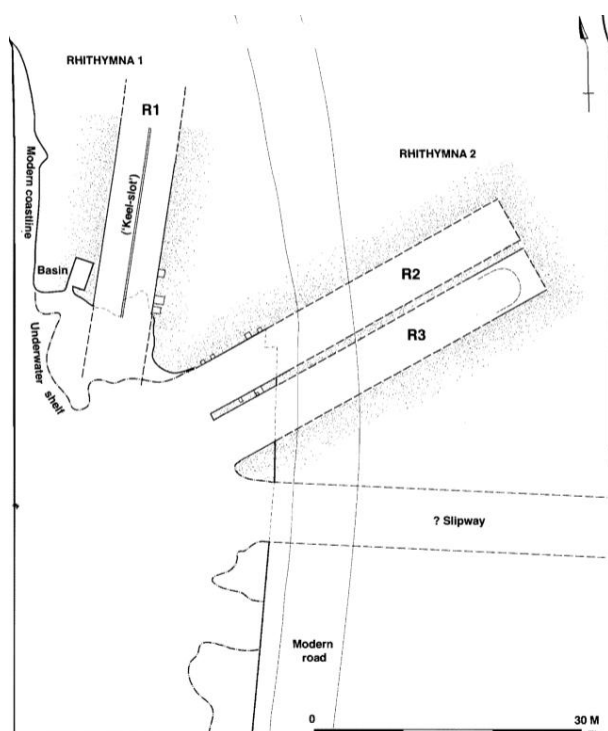 RHITHYMNA 1
R1
Modern coastline
('Keel-slot')
RHITHYMNA 2
Basin
R2
Underwater shelf
R3
? Slipway
Modern
road
0 30 M